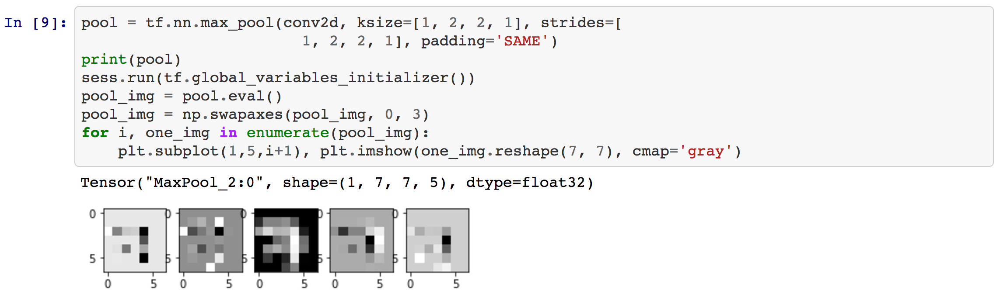 In [9]:
pool = tf.nn.max_pool(conv2d, ksize=[1, 2, 2, 1], strides=[
1, 2, 2, 1], padding='SAME')
print(pool)
sess.run(tf.global_variables_initializer())
pool_img = pool.eval()
pool_img = np.swapaxes(pool_img, 0, 3)
for i, one_img in enumerate(pool_img):
    plt.subplot(1,5,i+1), plt.imshow(one_img.reshape(7, 7), cmap='gray')
Tensor("MaxPool_2:0", shape=(1, 7, 7, 5), dtype=float32)
0 0 0 0 0
5 5 5 5 5
0 5 0 5 0 5 0 5 0 5